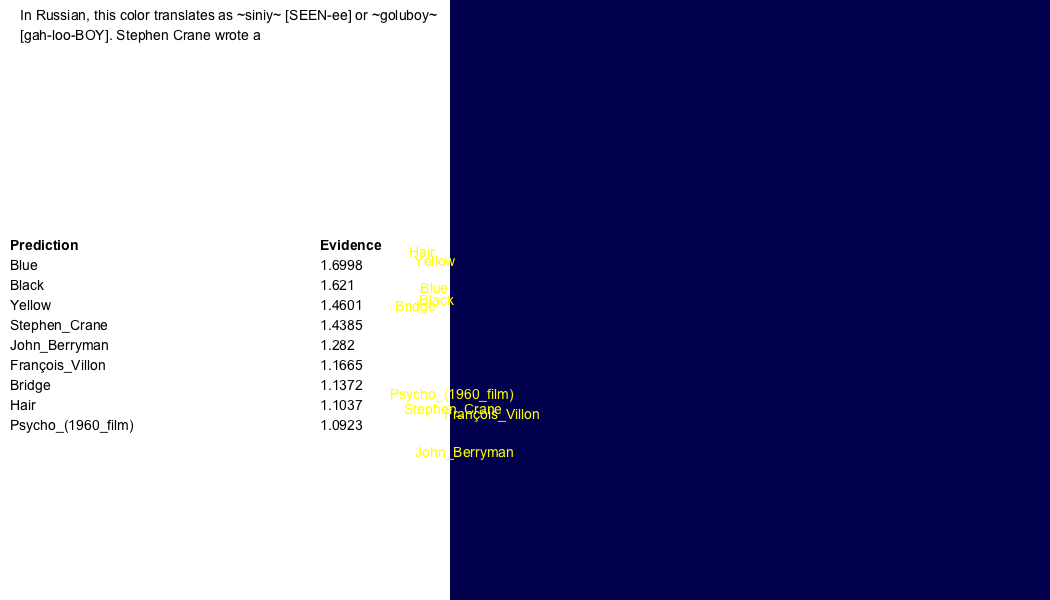 In Russian, this color translates as ~siniy~ [SEEN-ee] or ~goluboy~
[gah-loo-BOY]. Stephen Crane wrote a
Prediction Evidence
Blue 1.6998
Black 1.621
Yellow 1.4601
Stephen_Crane 1.4385
John_Berryman 1.282
François_Villon 1.1665
Bridge 1.1372
Hair 1.1037
Psycho_(1960_film) 1.0923
Hair
Yellow
Blue
Black
Bridge
Psycho_(1960_film)
Stephen_Crane
François_Villon
John_Berryman